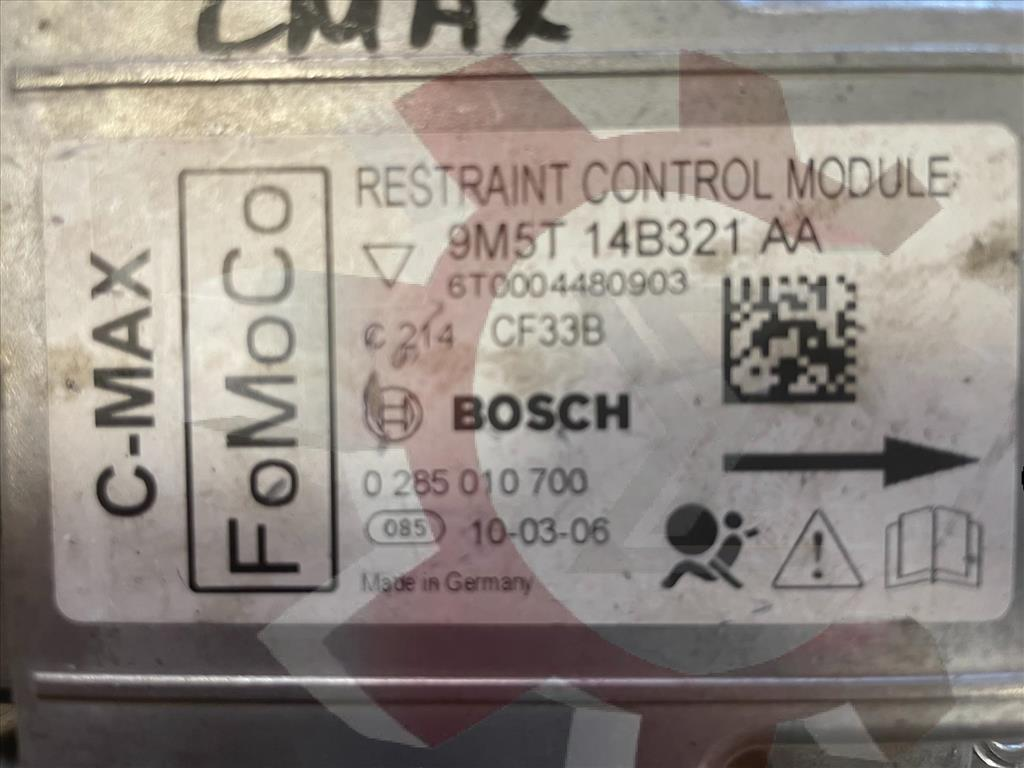 CMAX
C-MAX
FoMoCo
RESTRAINT CONTROL MODULE
9M5T 14B321 AA
6T0004480903
C 214 CF33B
BOSCH
0 285 010 700
085 10-03-06
Made in Germany